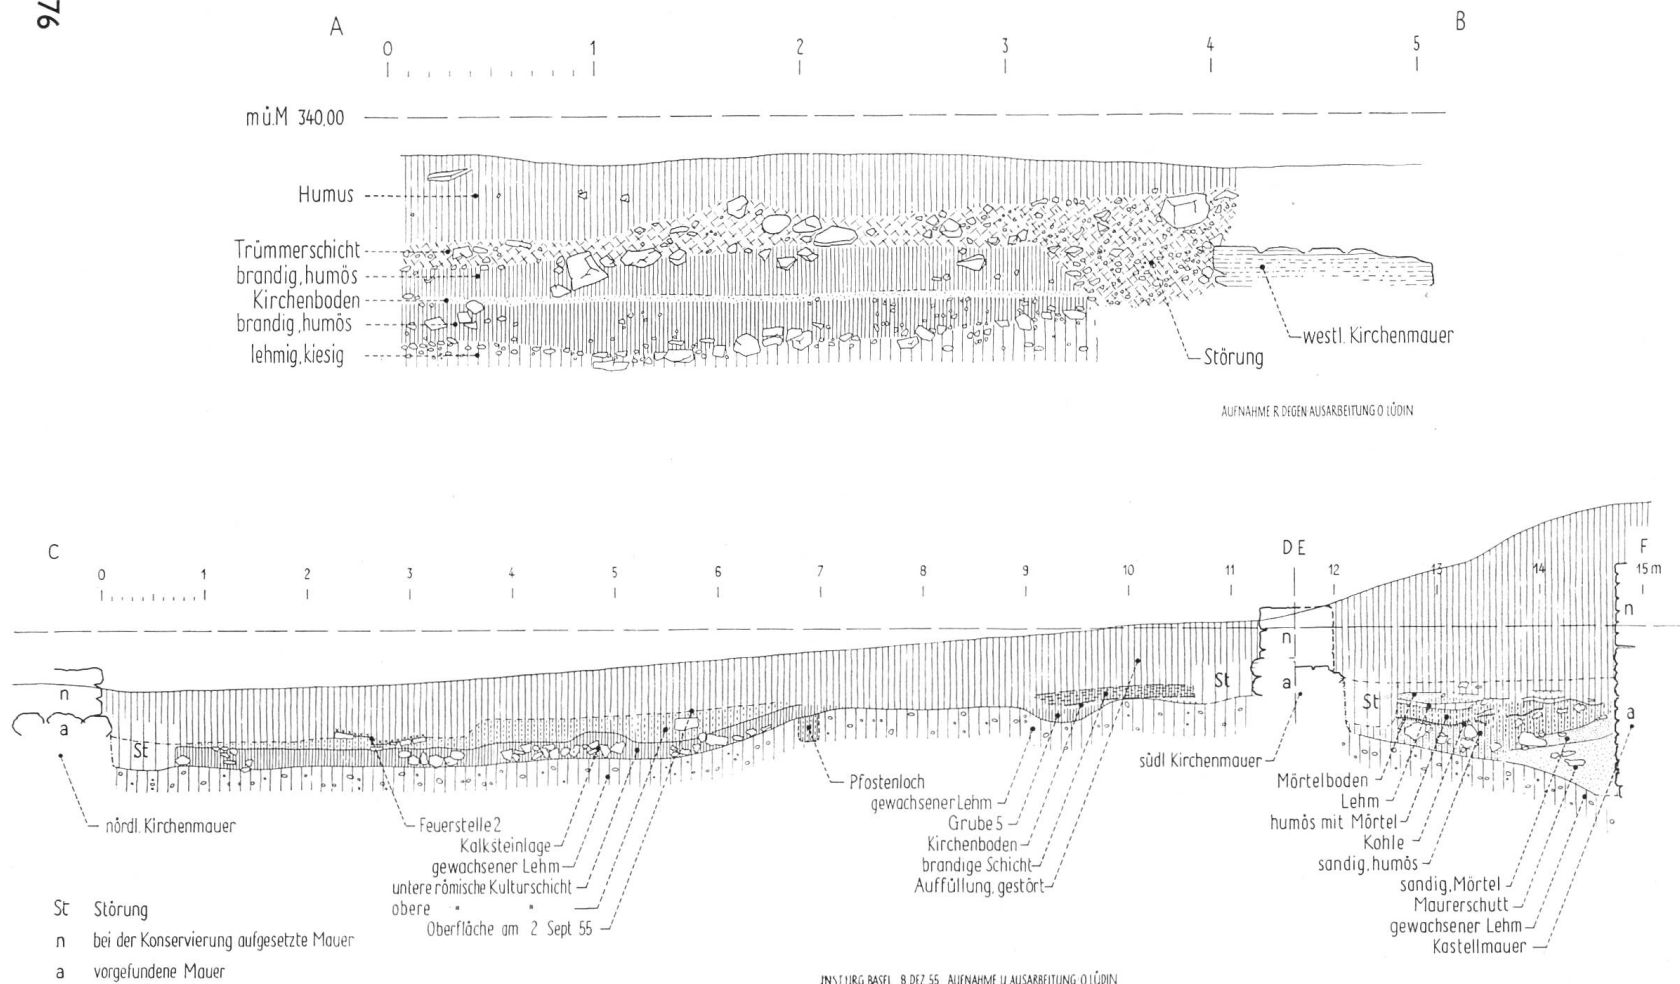 76
A B
0 1 2 3 4 5
m ü.M 340,00
Humus
Trümmerschicht
brandig, humös
Kirchenboden
brandig, humös
lehmig, kiesig
westl. Kirchenmauer
Störung
AUFNAHME R DEGEN AUSARBEITUNG O LÜDIN
C D E F
0 1 2 3 4 5 6 7 8 9 10 11 12 13 14 15 m
n
n
n
a
a
a
St
St
St
nördl. Kirchenmauer
Feuerstelle 2
Kalksteinlage
gewachsener Lehm
untere römische Kulturschicht
obere " "
Oberfläche am 2 Sept 55
Pfostenloch
gewachsener Lehm
Grube 5
Kirchenboden
brandige Schicht
Auffüllung, gestört
südl Kirchenmauer
Mörtelboden
Lehm
humös mit Mörtel
Kohle
sandig, humös
sandig, Mörtel
Maurerschutt
gewachsener Lehm
Kastellmauer
St Störung
n bei der Konservierung aufgesetzte Mauer
a vorgefundene Mauer
BASEL 8 DEZ 55 AUFNAHME U AUSARBEITUNG O LÜDIN